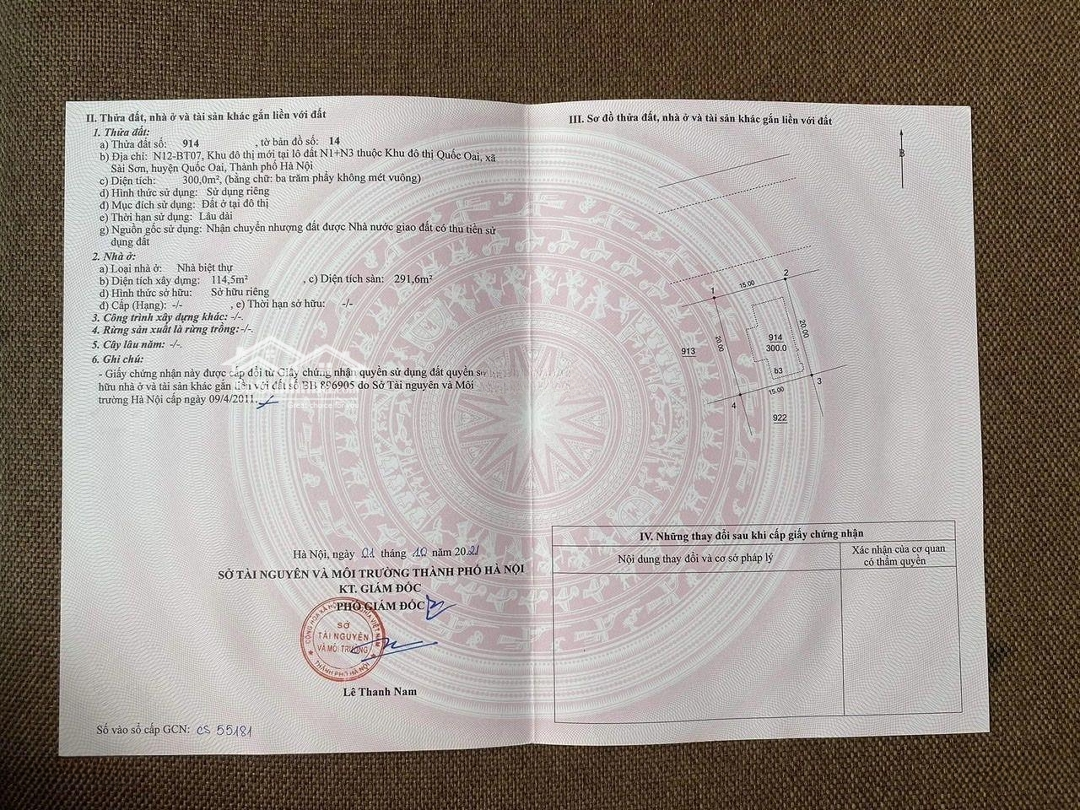 II. Thửa đất, nhà ở và tài sản khác gắn liền với đất
1. Thửa đất:
a) Thửa đất số: 914 , tờ bản đồ số: 14
b) Địa chỉ: N12-BT07, Khu đô thị mới tại lô đất N1+N3 thuộc Khu đô thị Quốc Oai, xã
Sài Sơn, huyện Quốc Oai, Thành phố Hà Nội
c) Diện tích: 300,0m², (bằng chữ: ba trăm phẩy không mét vuông)
d) Hình thức sử dụng: Sử dụng riêng
đ) Mục đích sử dụng: Đất ở tại đô thị
e) Thời hạn sử dụng: Lâu dài
g) Nguồn gốc sử dụng: Nhận chuyển nhượng đất được Nhà nước giao đất có thu tiền sử
dụng đất
2. Nhà ở:
a) Loại nhà ở: Nhà biệt thự
b) Diện tích xây dựng: 114,5m² , c) Diện tích sàn: 291,6m²
d) Hình thức sở hữu: Sở hữu riêng
đ) Cấp (Hạng): -/- , e) Thời hạn sở hữu: -/-
3. Công trình xây dựng khác: -/-.
4. Rừng sản xuất là rừng trồng:-/-.
5. Cây lâu năm: -/-.
6. Ghi chú:
- Giấy chứng nhận này được cấp đổi từ Giấy chứng nhận quyền sử dụng đất quyền sở
hữu nhà ở và tài sản khác gắn liền với đất số BH 896905 do Sở Tài nguyên và Môi
trường Hà Nội cấp ngày 09/4/2011.
Hà Nội, ngày 01 tháng 10 năm 2021
SỞ TÀI NGUYÊN VÀ MÔI TRƯỜNG THÀNH PHỐ HÀ NỘI
KT. GIÁM ĐỐC
PHÓ GIÁM ĐỐC
SỞ
TÀI NGUYÊN
VÀ MÔI TRƯỜNG
THÀNH PHỐ HÀ NỘI
Lê Thanh Nam
Số vào sổ cấp GCN: CS 55181
III. Sơ đồ thửa đất, nhà ở và tài sản khác gắn liền với đất
B
1
15.00
2
20.00
20.00
913
914
300.0
B3
3
15.00
4
922
IV. Những thay đổi sau khi cấp giấy chứng nhận
Nội dung thay đổi và cơ sở pháp lý
Xác nhận của cơ quan
có thẩm quyền